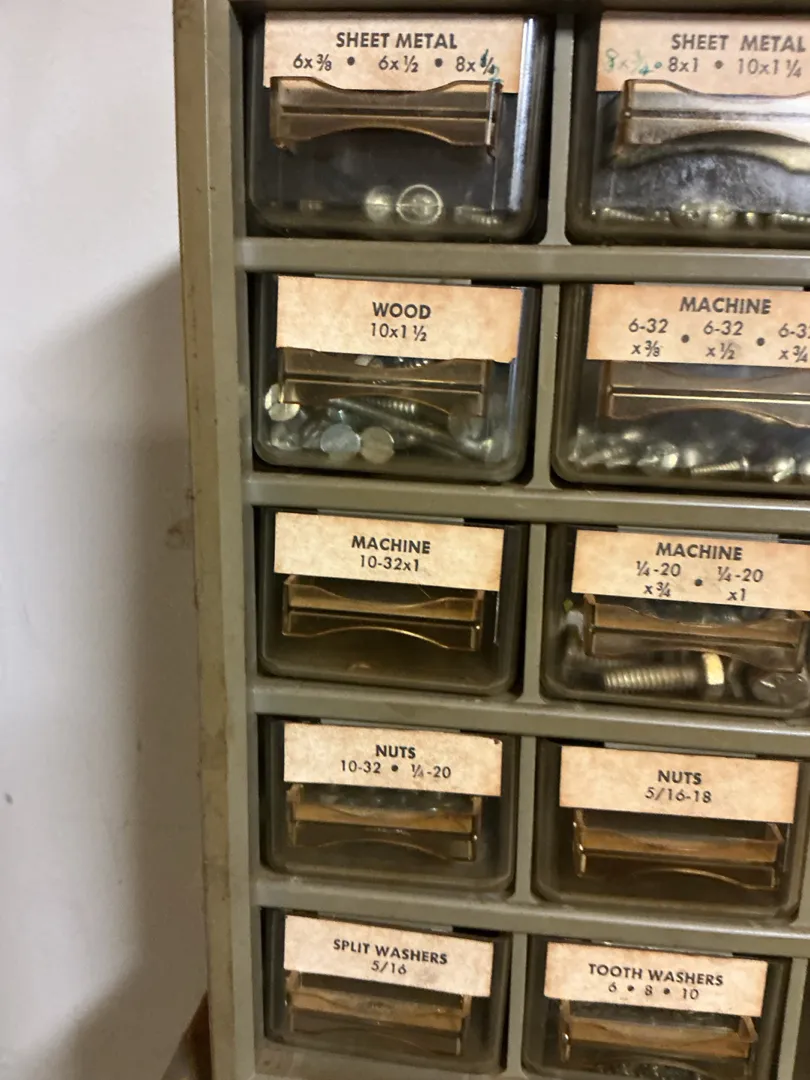 SHEET METAL
6x⅜ • 6x½ • 8x
SHEET METAL
8x¾ • 8x1 • 10x1¼
WOOD
10x1½
MACHINE
6-32 • 6-32 •
x⅜ x½ x¾
MACHINE
10-32x1
MACHINE
¼-20 • ¼-20
x¾ x1
NUTS
10-32 • ¼-20
NUTS
5/16-18
SPLIT WASHERS
5/16
TOOTH WASHERS
6 • 8 • 10